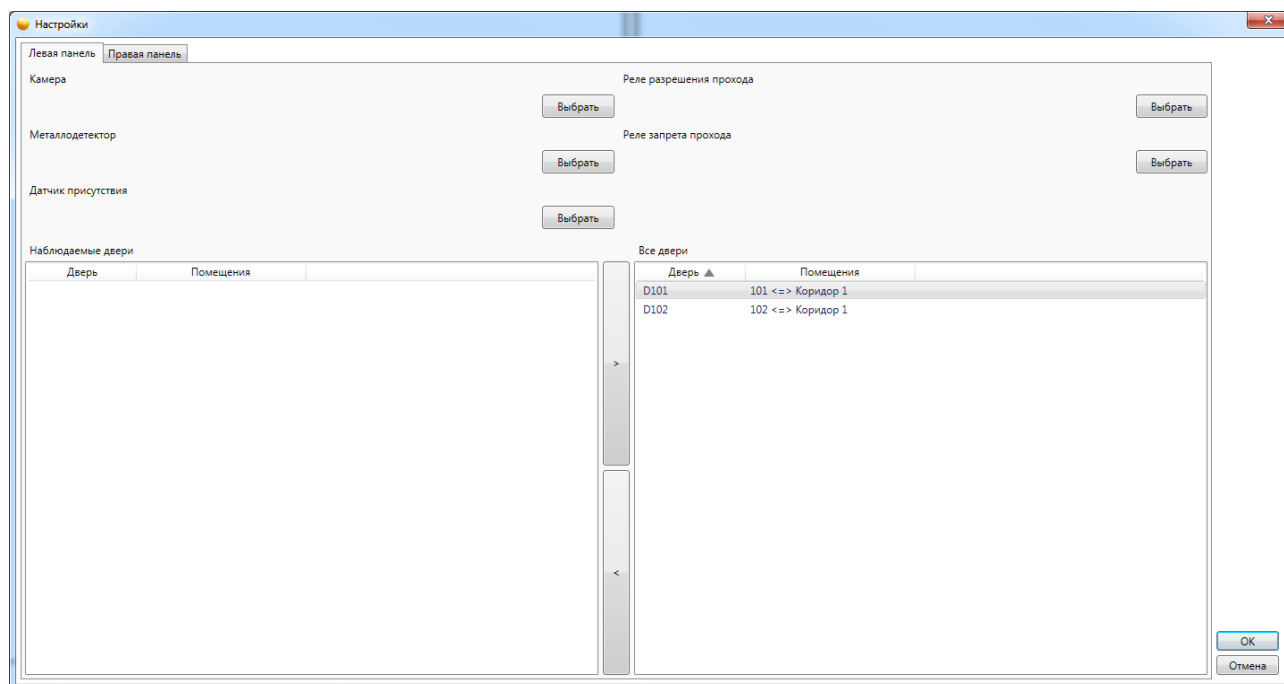 Настройки
Левая панель Правая панель
Камера Реле разрешения прохода
Выбрать Выбрать
Металлодетектор Реле запрета прохода
Выбрать Выбрать
Датчик присутствия
Выбрать
Наблюдаемые двери Все двери
Дверь Помещения Дверь Помещения
D101 101 <=> Коридор 1
D102 102 <=> Коридор 1
>
<
OK
Отмена